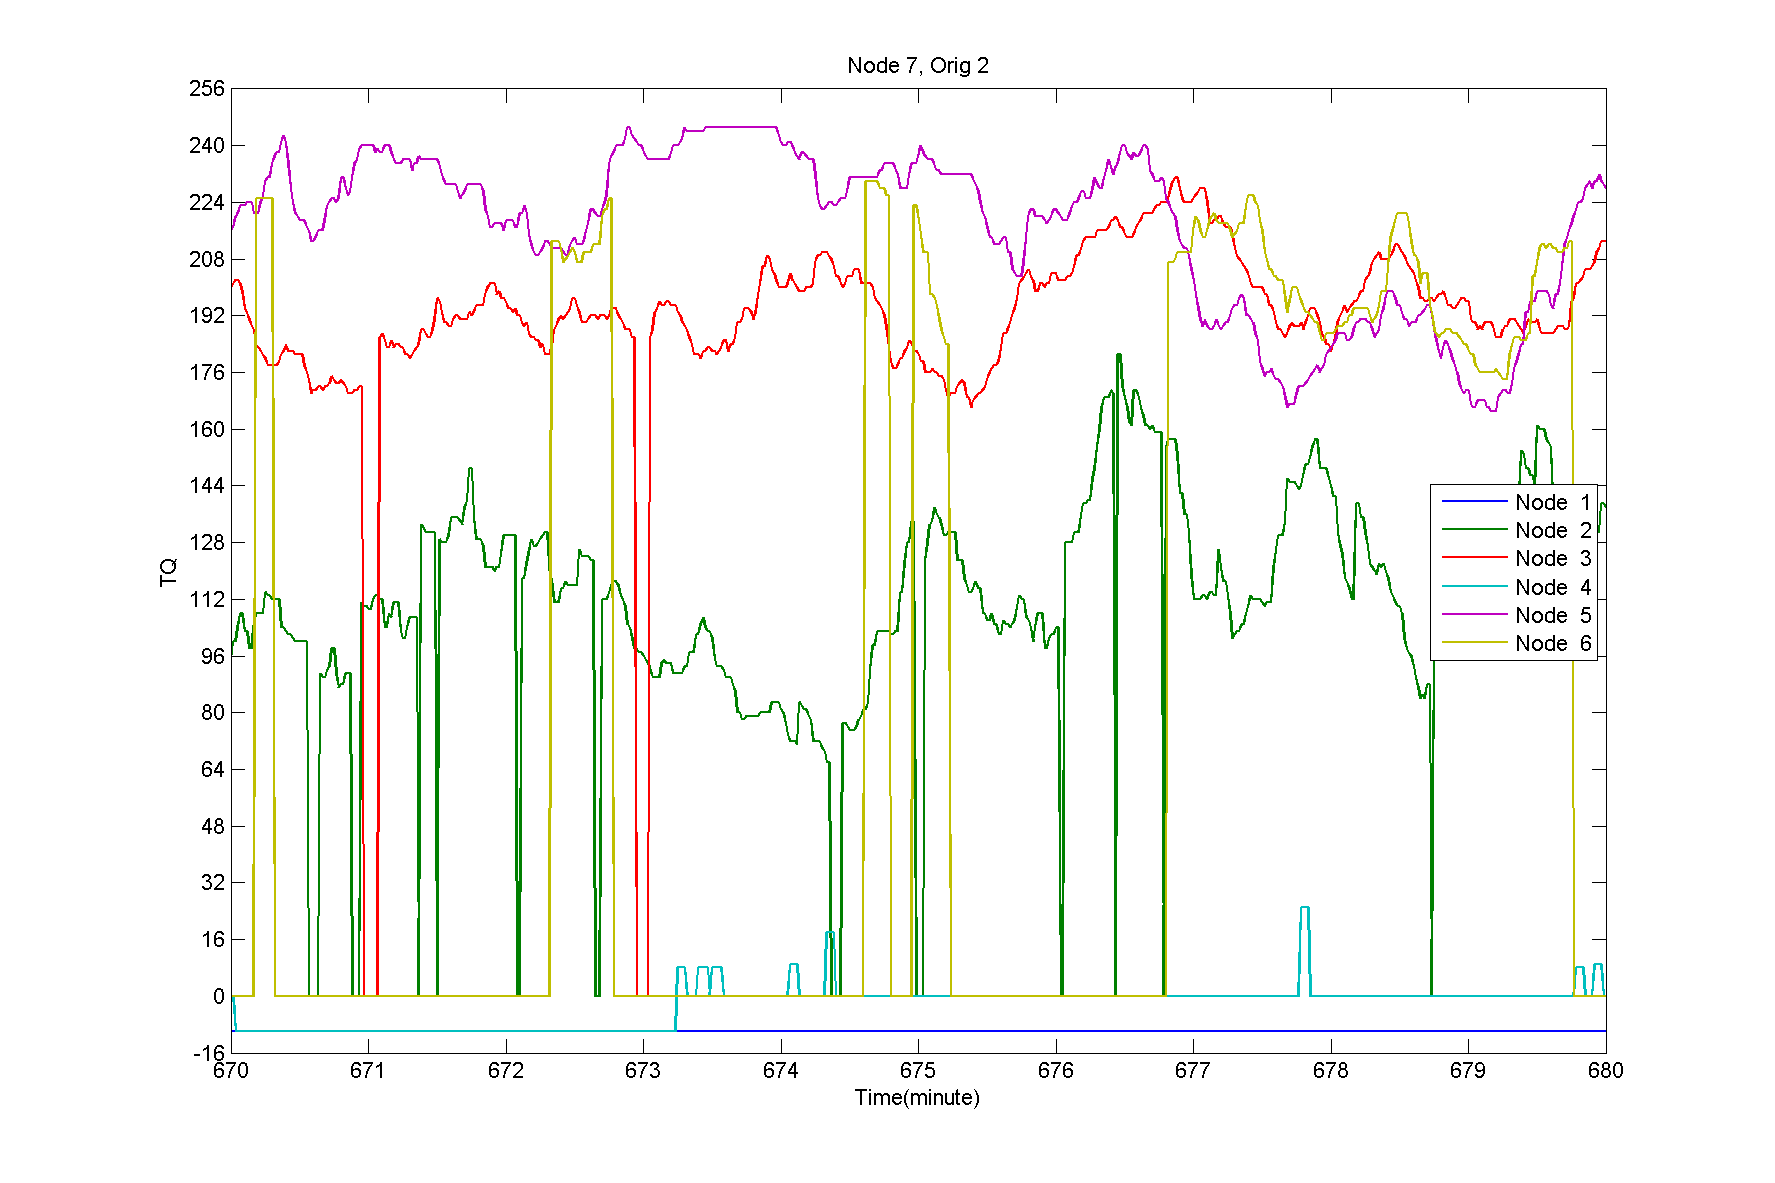 Node 7, Orig 2
256
240
224
208
192
176
160
144
128
112
96
80
64
48
32
16
0
-16
TQ
Node 1
Node 2
Node 3
Node 4
Node 5
Node 6
670 671 672 673 674 675 676 677 678 679 680
Time(minute)